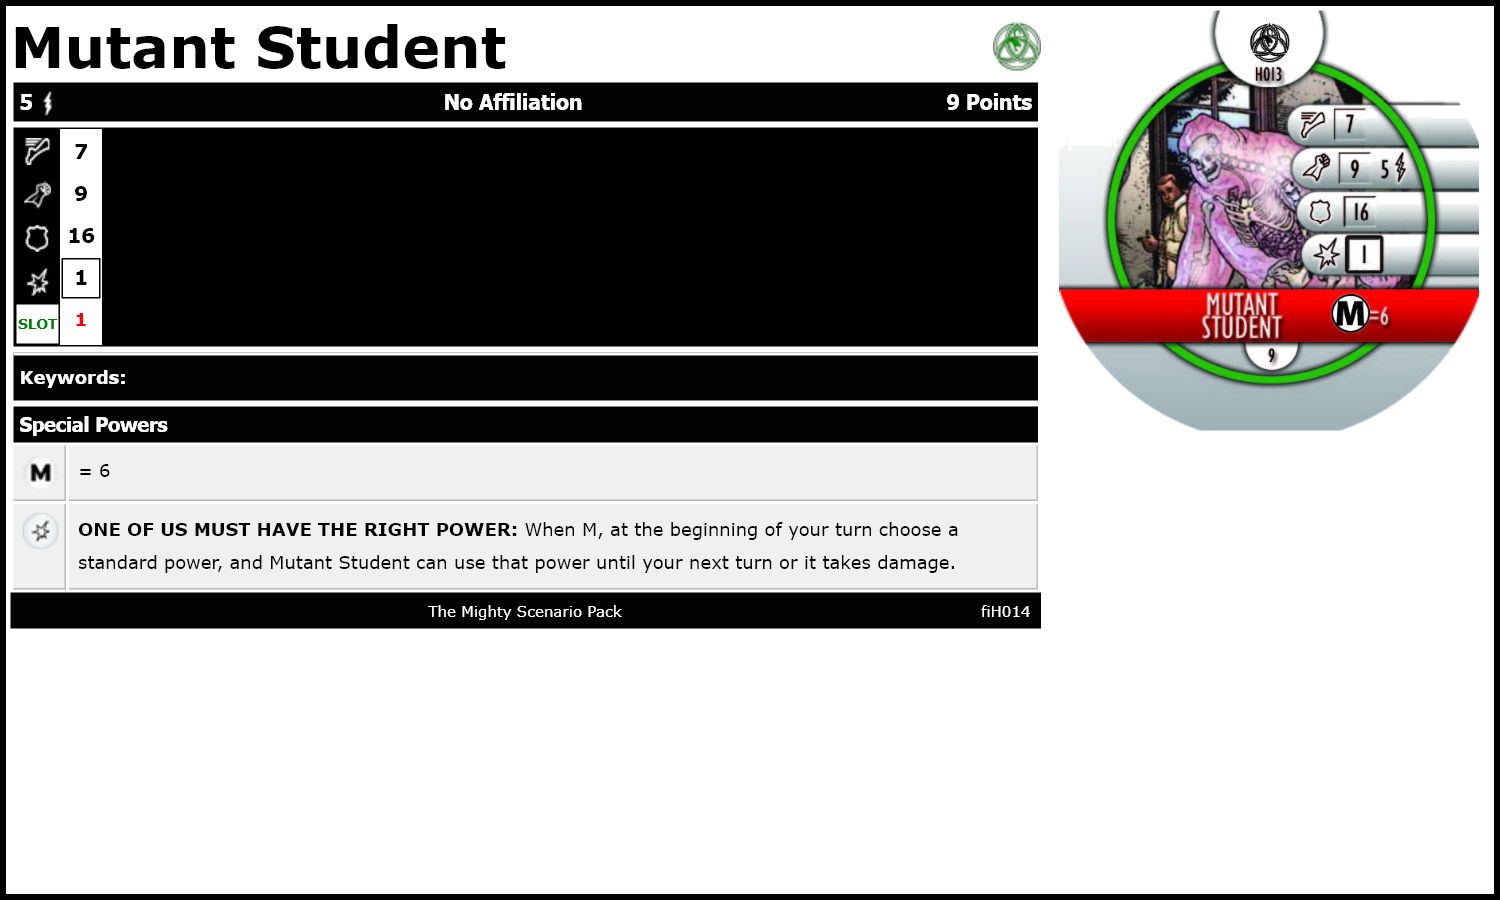 Mutant Student
5 No Affiliation 9 Points
7
9
16
1
SLOT 1
Keywords:
Special Powers
M = 6
ONE OF US MUST HAVE THE RIGHT POWER: When M, at the beginning of your turn choose a
standard power, and Mutant Student can use that power until your next turn or it takes damage.
The Mighty Scenario Pack fiH014
H013
7
9 5
16
1
MUTANT
STUDENT
M=6
9